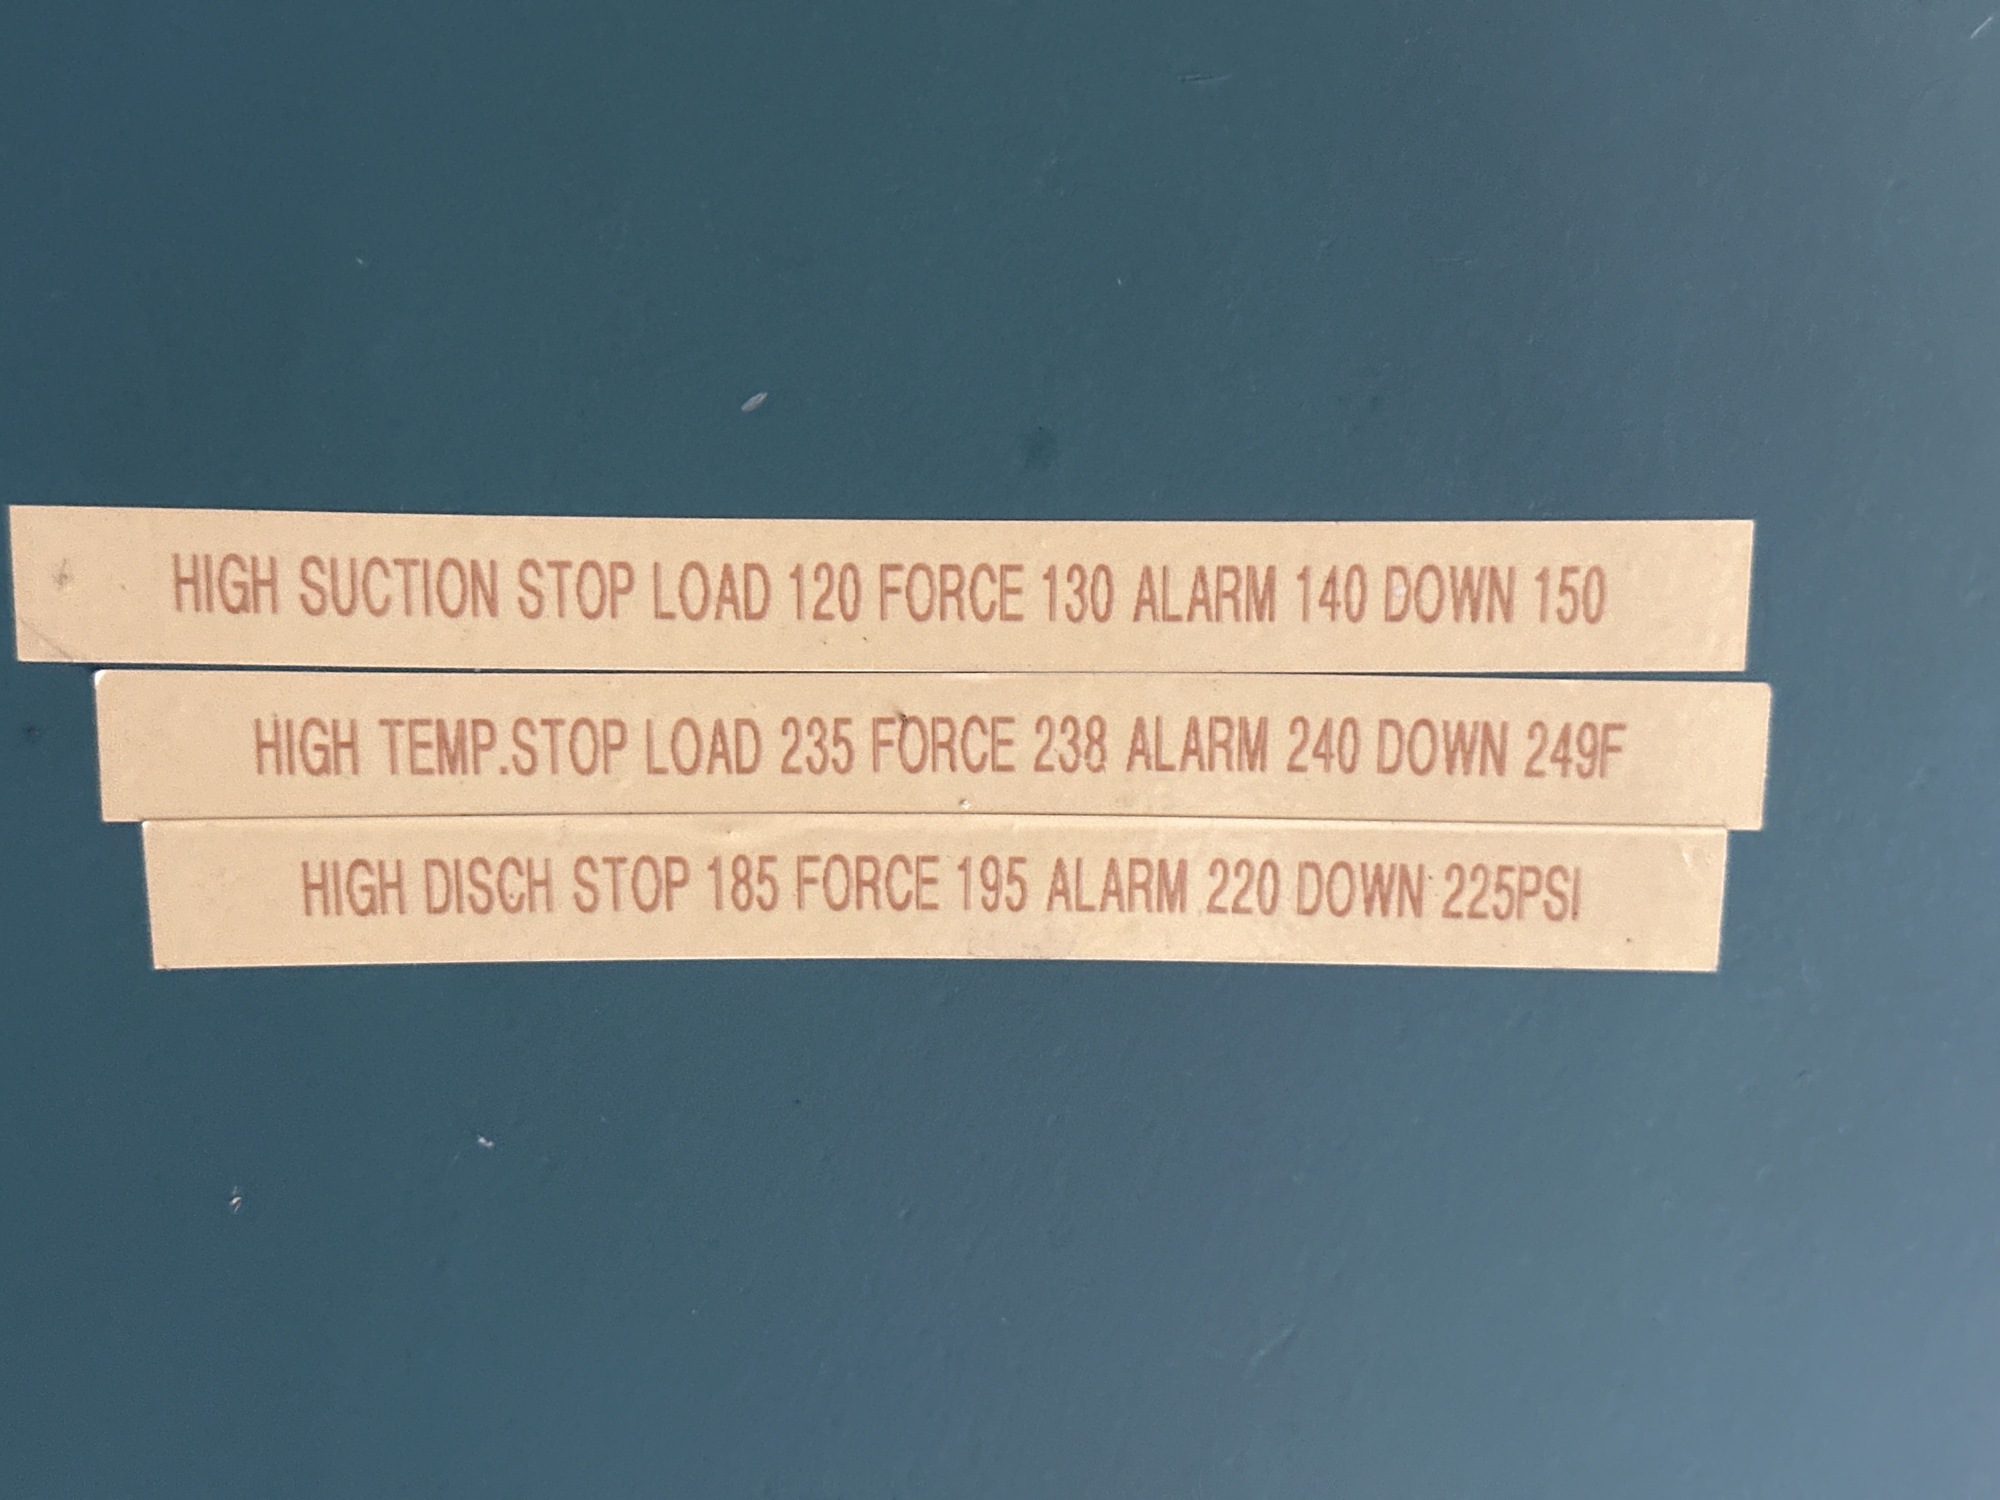 HIGH SUCTION STOP LOAD 120 FORCE 130 ALARM 140 DOWN 150
HIGH TEMP.STOP LOAD 235 FORCE 238 ALARM 240 DOWN 249F
HIGH DISCH STOP 185 FORCE 195 ALARM 220 DOWN 225PSI